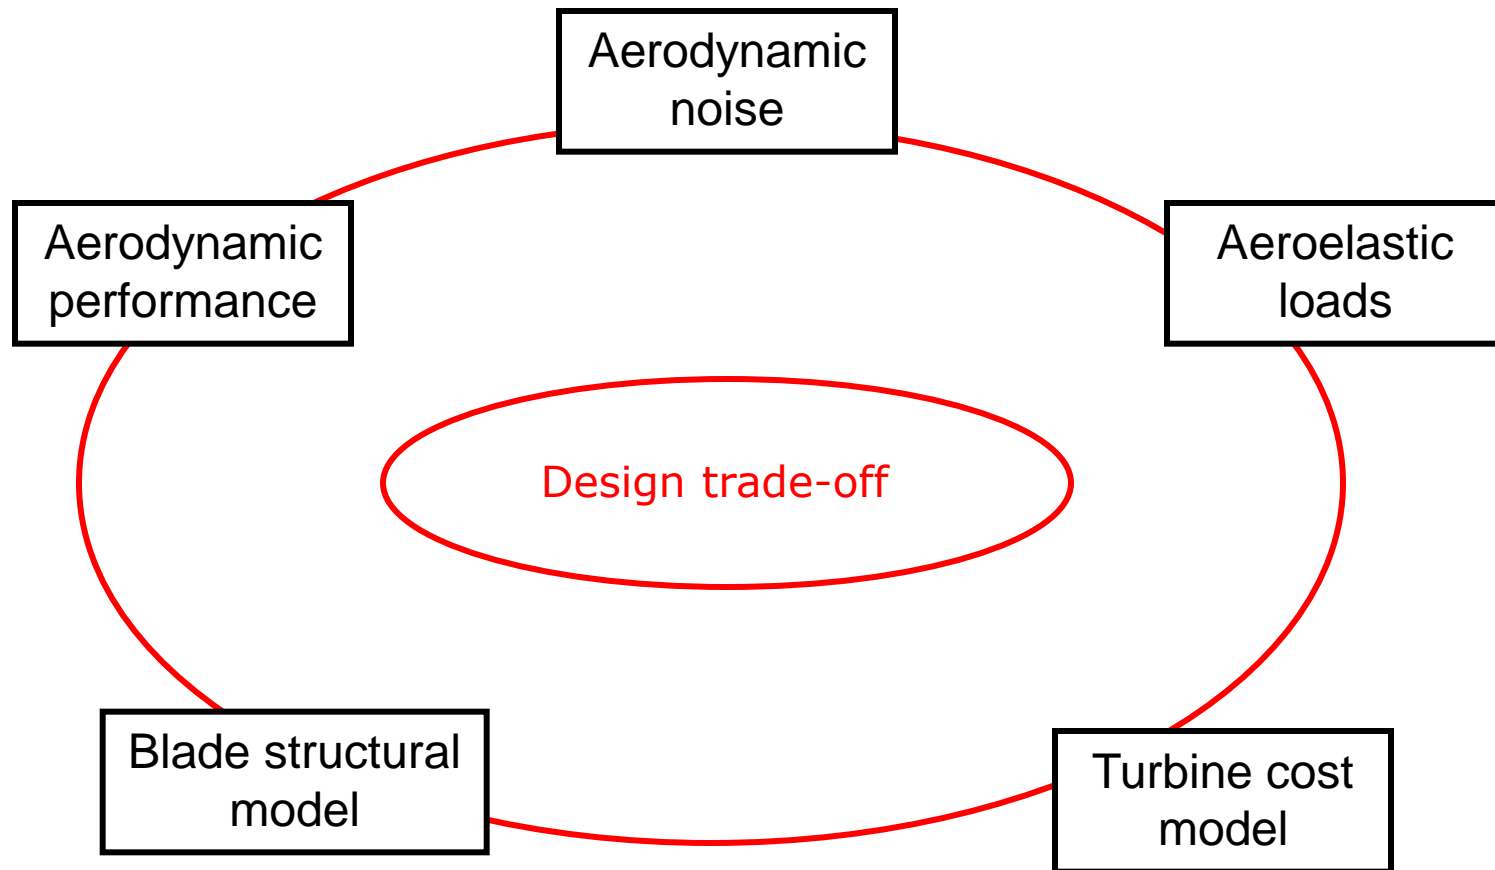 Aerodynamic
noise
Aerodynamic
performance
Aeroelastic
loads
Design trade-off
Blade structural
model
Turbine cost
model